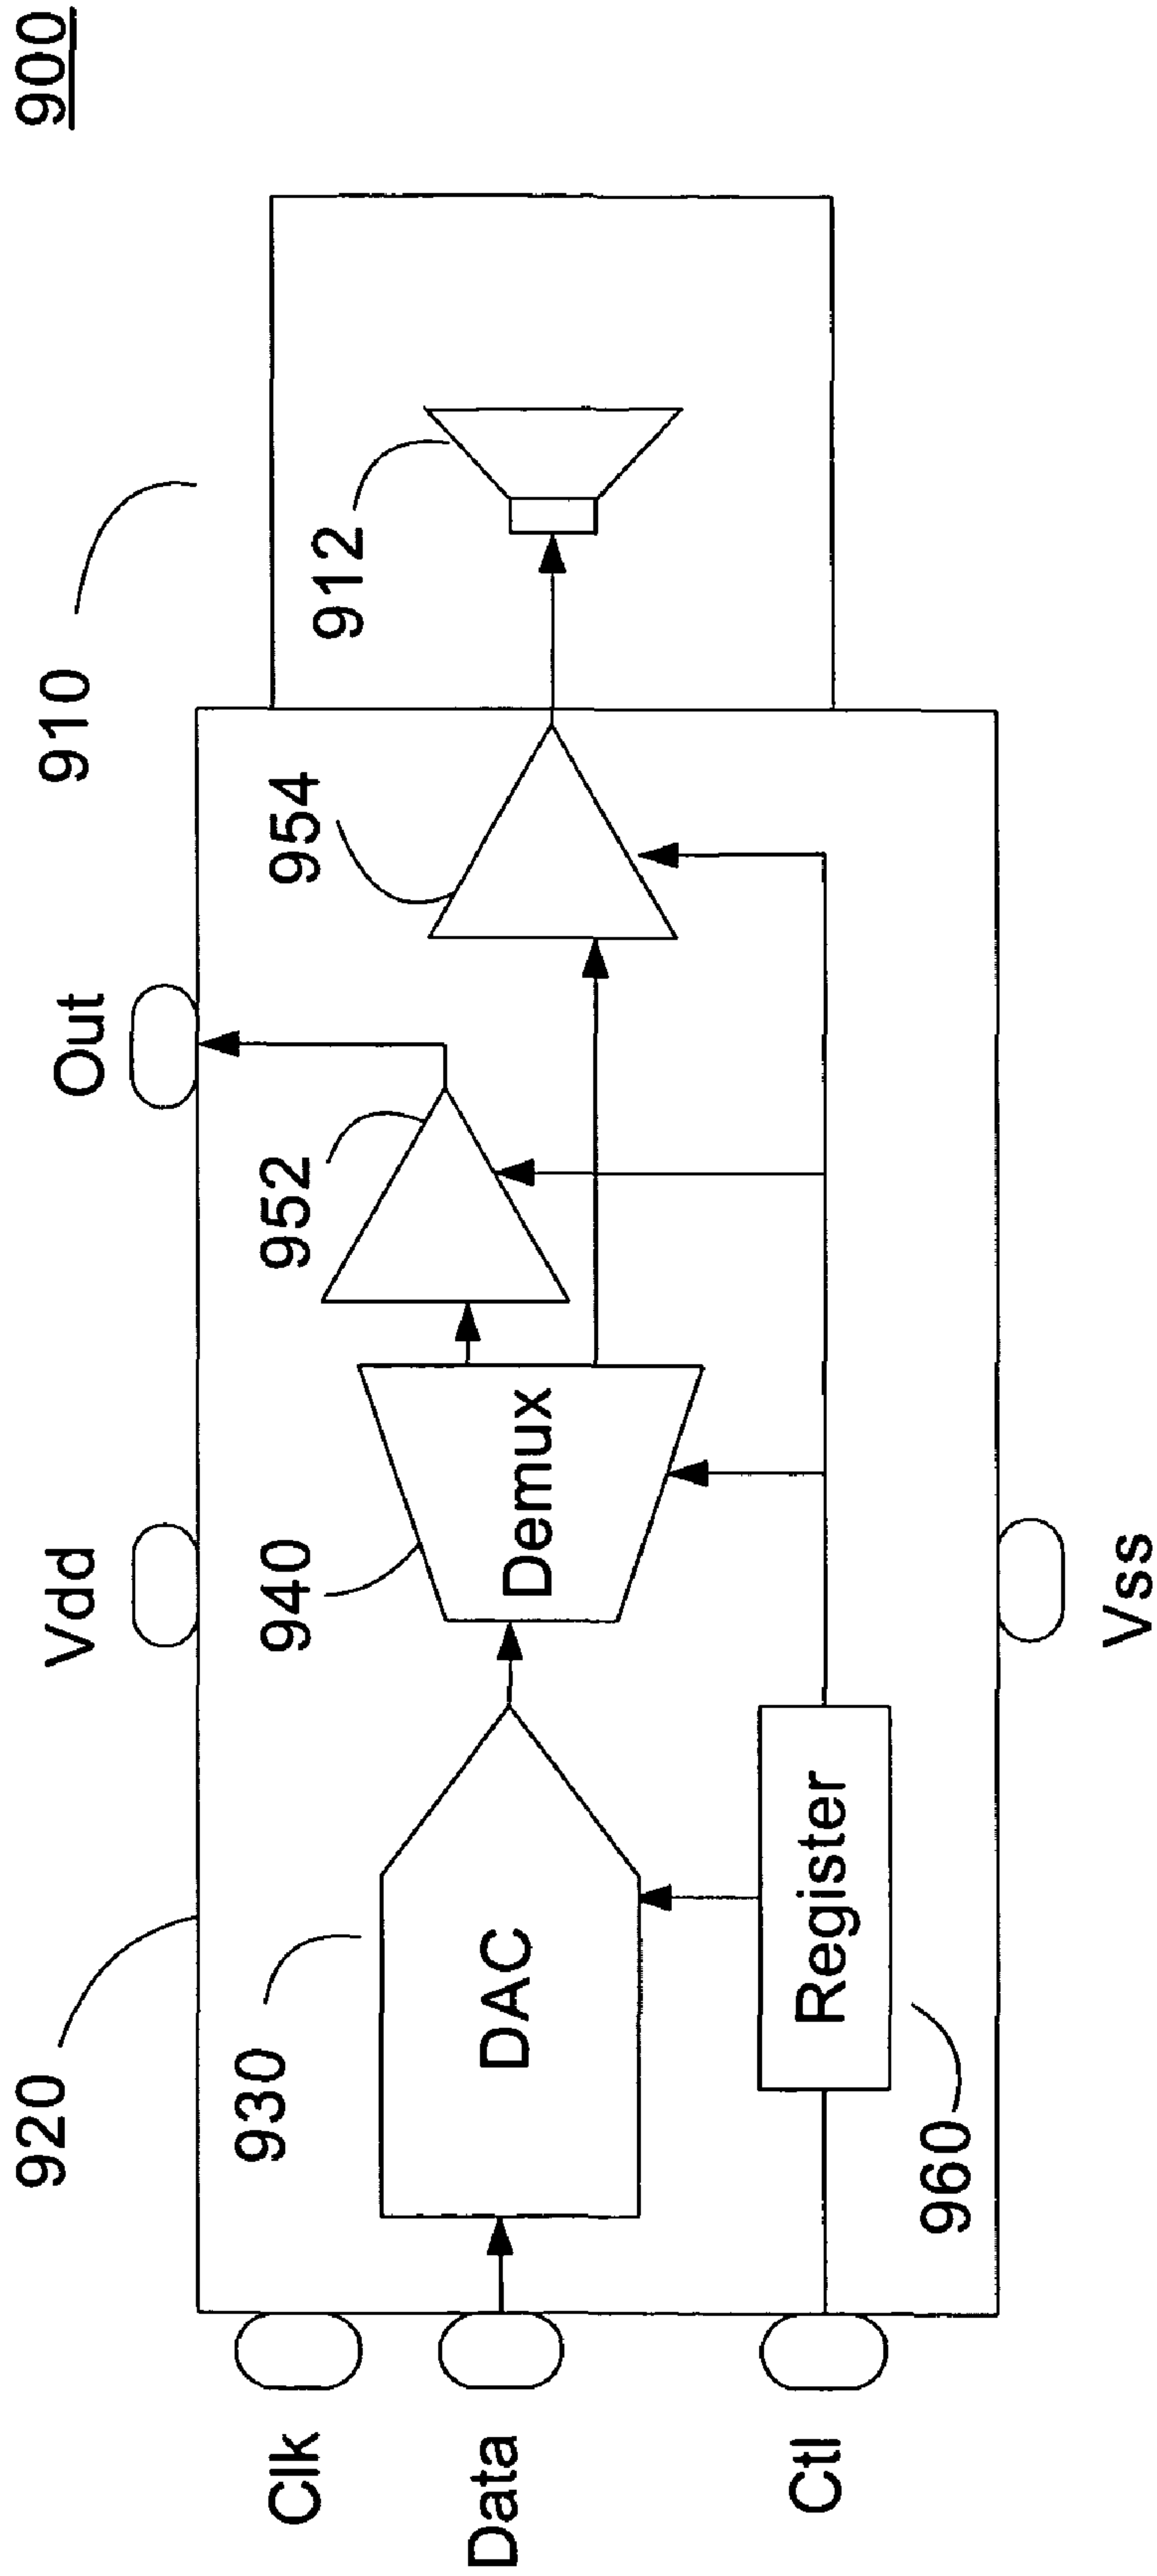 900
910
912
920
Vdd
Out
954
952
940
930
DAC
Demux
Clk
Data
Register
Ctl
960
Vss